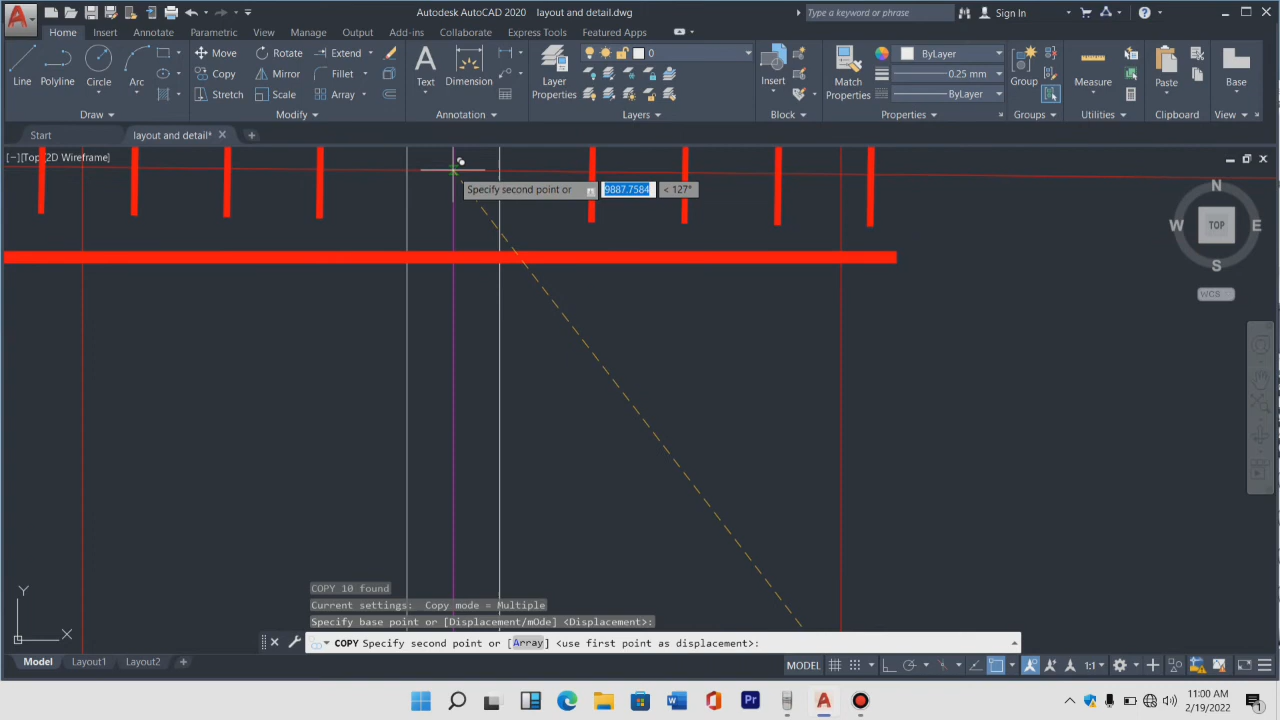 Autodesk AutoCAD 2020 layout and detail.dwg
Type a keyword or phrase
Sign In
Home Insert Annotate Parametric View Manage Output Add-ins Collaborate Express Tools Featured Apps
Line Polyline Circle Arc
Move Rotate Extend
Copy Mirror Fillet
Stretch Scale Array
Text Dimension
Layer Properties
0
Insert
Match Properties
ByLayer
0.25 mm
ByLayer
Group
Measure
Paste
Base
Draw Modify Annotation Layers Block Properties Groups Utilities Clipboard View
Start layout and detail*
[−][Top][2D Wireframe]
Specify second point or 9887.7584 < 127°
N
W TOP E
S
WCS
Y
X
COPY 10 found
Current settings: Copy mode = Multiple
Specify base point or [Displacement/mOde] <Displacement>:
COPY Specify second point or [Array] <use first point as displacement>:
Model Layout1 Layout2
MODEL 1:1
11:00 AM
2/9/2022